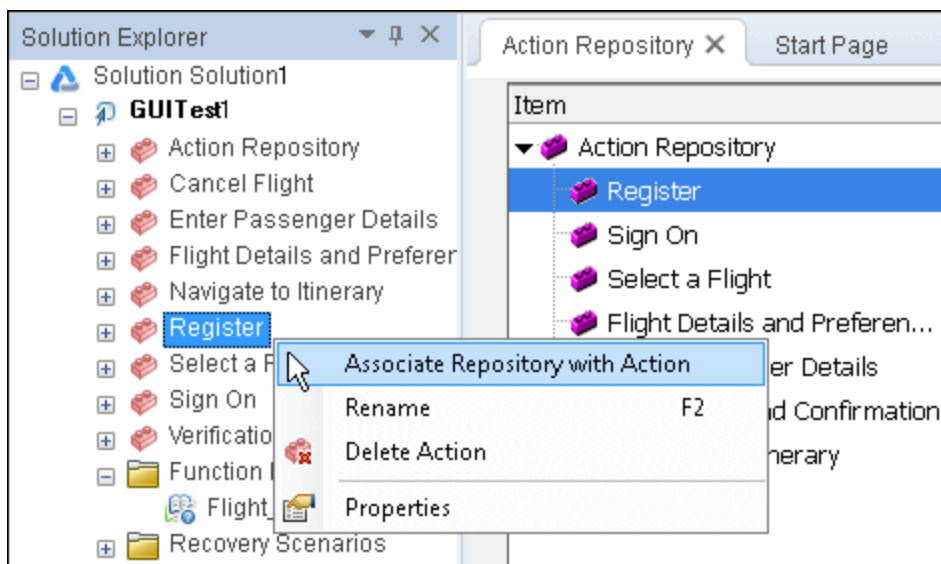 Solution Explorer
Solution Solution1
GUITest1
Action Repository
Cancel Flight
Enter Passenger Details
Flight Details and Preferer
Navigate to Itinerary
Register
Select a F
Sign On
Verificatio
Function
Flight_
Recovery Scenarios
Associate Repository with Action
Rename F2
Delete Action
Properties
Action Repository
Start Page
Item
Action Repository
Register
Sign On
Select a Flight
Flight Details and Preferen...
er Details
d Confirmation
nerary